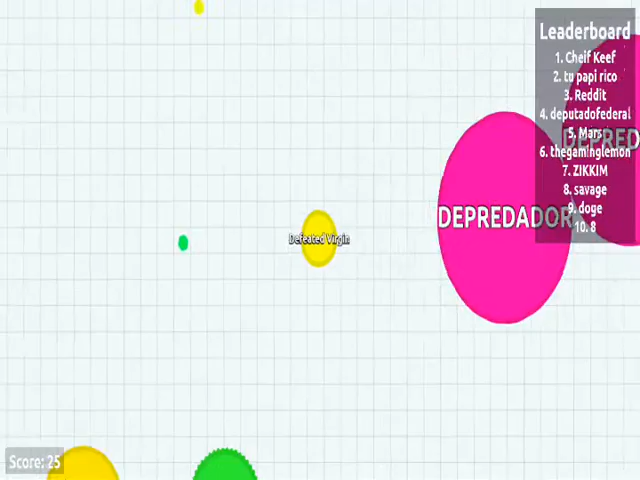 Leaderboard
1. Cheif Keef
2. tu papi rico
3. Reddit
4. deputadofederal
5. Mars
6. thegaminglemon
7. ZIKKIM
8. savage
9. doge
10. 8
DEPRED
DEPREDADOR
Defeated Virgin
Score: 25